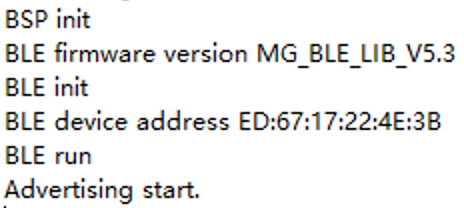 BSP init
BLE firmware version MG_BLE_LIB_V5.3
BLE init
BLE device address ED:67:17:22:4E:3B
BLE run
Advertising start.